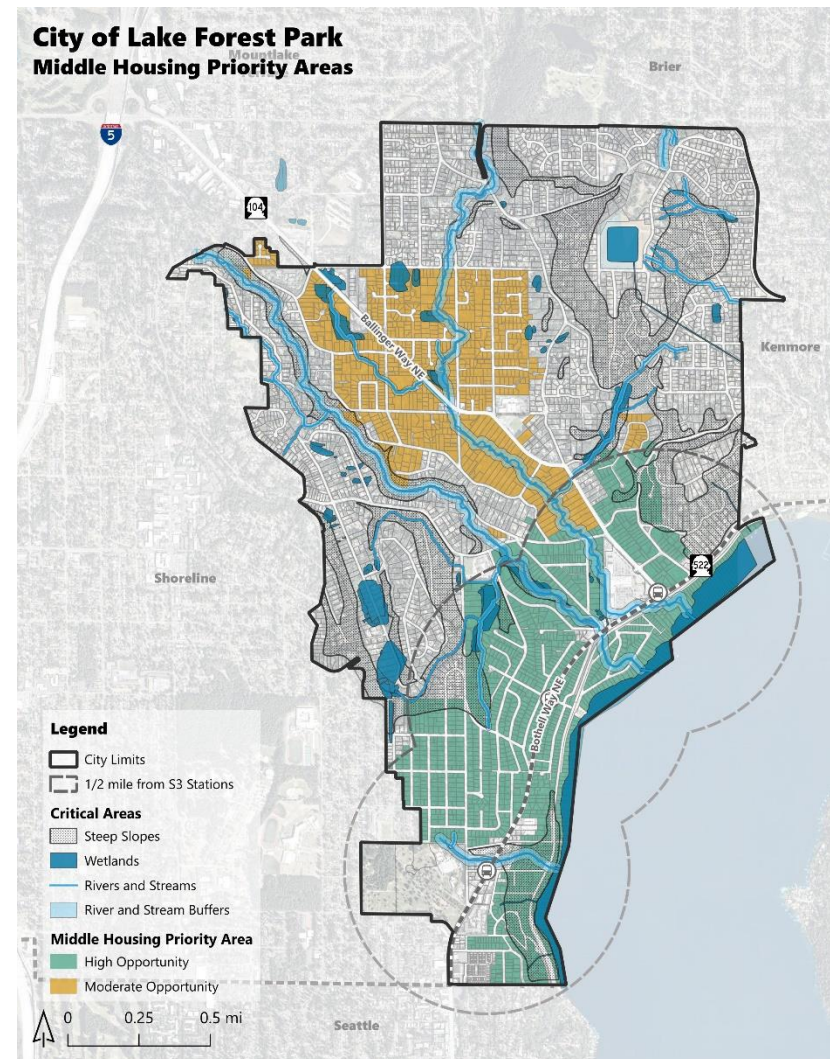 City of Lake Forest Park
Middle Housing Priority Areas
Mountlake
Brier
5
104
Ballinger Way NE
Kenmore
Shoreline
522
Bothell Way NE
Legend
City Limits
1/2 mile from S3 Stations
Critical Areas
Steep Slopes
Wetlands
Rivers and Streams
River and Stream Buffers
Middle Housing Priority Area
High Opportunity
Moderate Opportunity
0 0.25 0.5 mi
Seattle